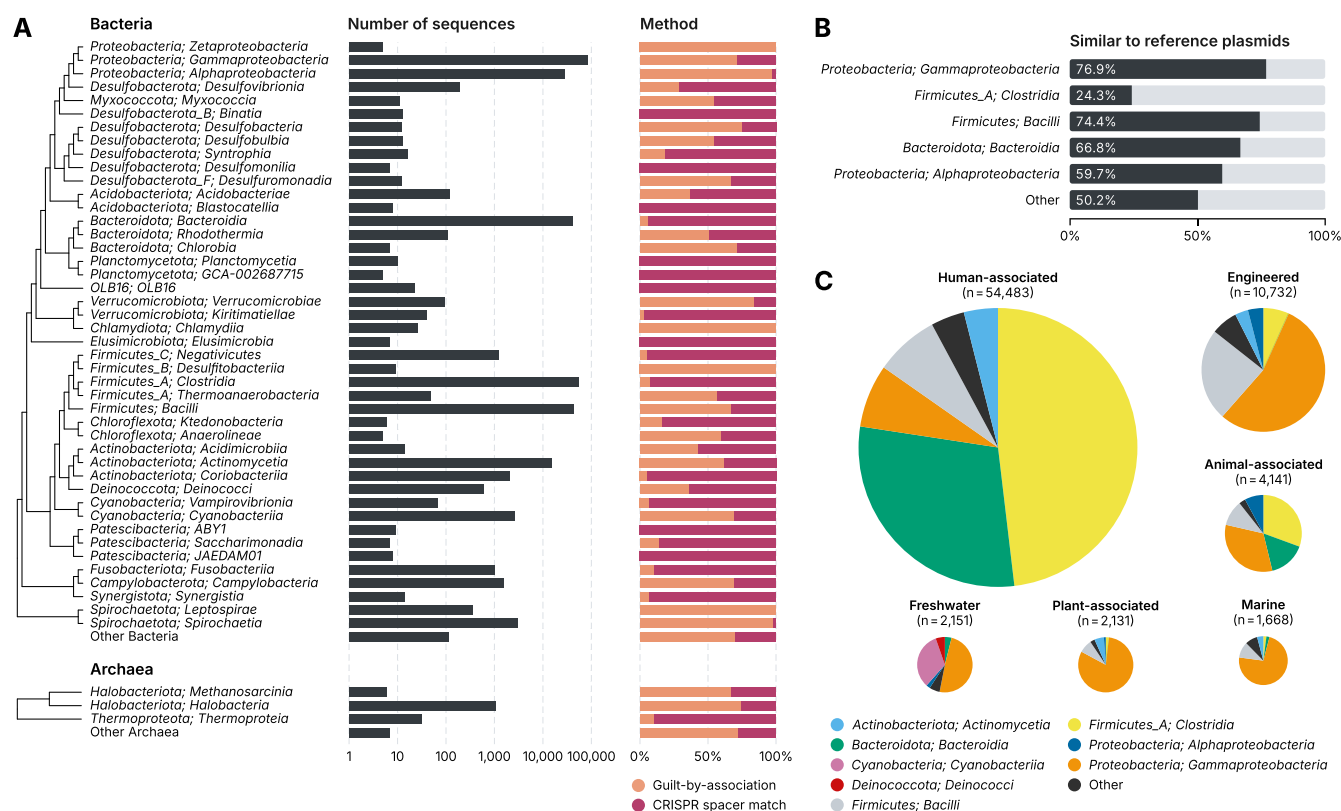 A
Bacteria
Number of sequences
Method
Proteobacteria; Zetaproteobacteria
Proteobacteria; Gammaproteobacteria
Proteobacteria; Alphaproteobacteria
Desulfobacterota; Desulfovibrionia
Myxococcota; Myxococcia
Desulfobacterota_B; Binatia
Desulfobacterota; Desulfobacteria
Desulfobacterota; Desulfobulbia
Desulfobacterota; Syntrophia
Desulfobacterota; Desulfomonilia
Desulfobacterota_F; Desulfuromonadia
Acidobacteriota; Acidobacteriae
Acidobacteriota; Blastocatellia
Bacteroidota; Bacteroidia
Bacteroidota; Rhodothermia
Bacteroidota; Chlorobia
Planctomycetota; Planctomycetia
Planctomycetota; GCA-002687715
OLB16; OLB16
Verrucomicrobiota; Verrucomicrobiae
Verrucomicrobiota; Kiritimatiellae
Chlamydiota; Chlamydiia
Elusimicrobiota; Elusimicrobia
Firmicutes_C; Negativicutes
Firmicutes_B; Desulfitobacteriia
Firmicutes_A; Clostridia
Firmicutes_A; Thermoanaerobacteria
Firmicutes; Bacilli
Chloroflexota; Ktedonobacteria
Chloroflexota; Anaerolineae
Actinobacteriota; Acidimicrobiia
Actinobacteriota; Actinomycetia
Actinobacteriota; Coriobacteriia
Deinococcota; Deinococci
Cyanobacteria; Vampirovibrionia
Cyanobacteria; Cyanobacteriia
Patescibacteria; ABY1
Patescibacteria; Saccharimonadia
Patescibacteria; JAEDAM01
Fusobacteriota; Fusobacteriia
Campylobacterota; Campylobacteria
Synergistota; Synergistia
Spirochaetota; Leptospirae
Spirochaetota; Spirochaetia
Other Bacteria
Archaea
Halobacteriota; Methanosarcinia
Halobacteriota; Halobacteria
Thermoproteota; Thermoproteia
Other Archaea
1 10 100 1,000 10,000 100,000
0% 50% 100%
Guilt-by-association
CRISPR spacer match
B
Similar to reference plasmids
Proteobacteria; Gammaproteobacteria 76.9%
Firmicutes_A; Clostridia 24.3%
Firmicutes; Bacilli 74.4%
Bacteroidota; Bacteroidia 66.8%
Proteobacteria; Alphaproteobacteria 59.7%
Other 50.2%
0% 50% 100%
C
Human-associated
(n=54,483)
Engineered
(n=10,732)
Animal-associated
(n=4,141)
Freshwater
(n=2,151)
Plant-associated
(n=2,131)
Marine
(n=1,668)
Actinobacteriota; Actinomycetia
Bacteroidota; Bacteroidia
Cyanobacteria; Cyanobacteriia
Deinococcota; Deinococci
Firmicutes; Bacilli
Firmicutes_A; Clostridia
Proteobacteria; Alphaproteobacteria
Proteobacteria; Gammaproteobacteria
Other